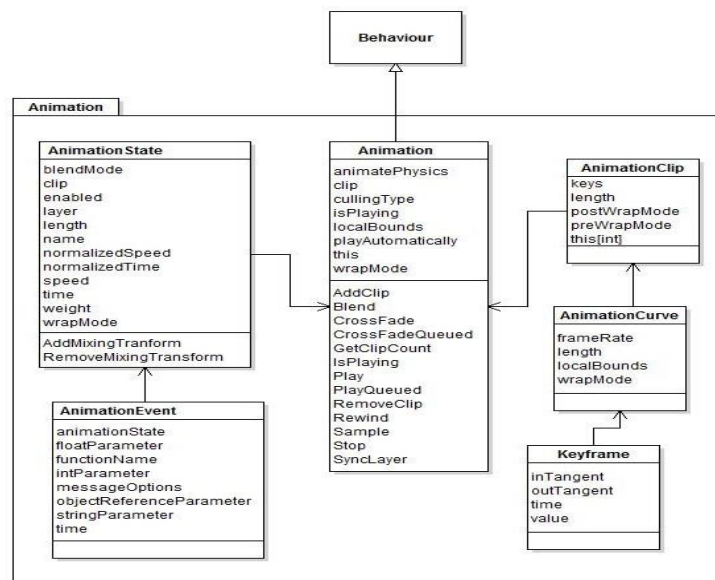 Behaviour
Animation
AnimationState
blendMode
clip
enabled
layer
length
name
normalizedSpeed
normalizedTime
speed
time
weight
wrapMode
AddMixingTranform
RemoveMixingTransform
Animation
animatePhysics
clip
cullingType
isPlaying
localBounds
playAutomatically
this
wrapMode
AddClip
Blend
CrossFade
CrossFadeQueued
GetClipCount
IsPlaying
Play
PlayQueued
RemoveClip
Rewind
Sample
Stop
SyncLayer
AnimationClip
keys
length
postWrapMode
preWrapMode
this[int]
AnimationCurve
frameRate
length
localBounds
wrapMode
AnimationEvent
animationState
floatParameter
functionName
intParameter
messageOptions
objectReferenceParameter
stringParameter
time
Keyframe
inTangent
outTangent
time
value